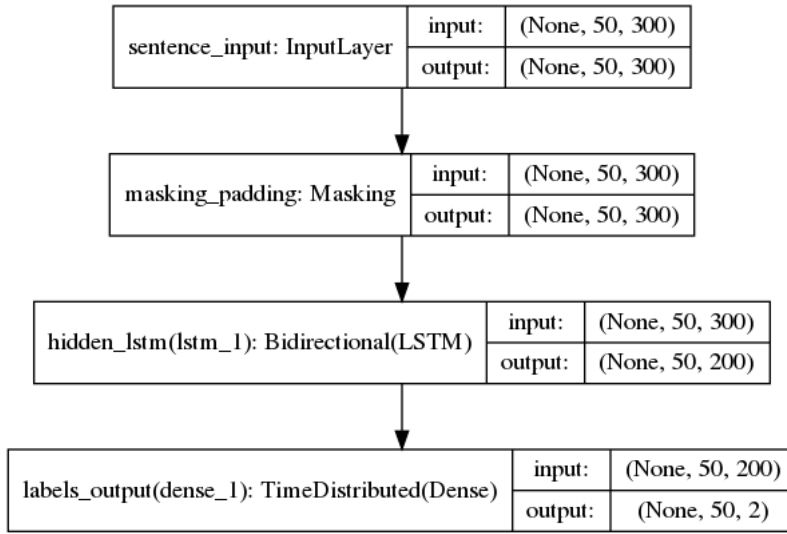 sentence_input: InputLayer
input:
(None, 50, 300)
output:
(None, 50, 300)
masking_padding: Masking
input:
(None, 50, 300)
output:
(None, 50, 300)
hidden_lstm(lstm_1): Bidirectional(LSTM)
input:
(None, 50, 300)
output:
(None, 50, 200)
labels_output(dense_1): TimeDistributed(Dense)
input:
(None, 50, 200)
output:
(None, 50, 2)